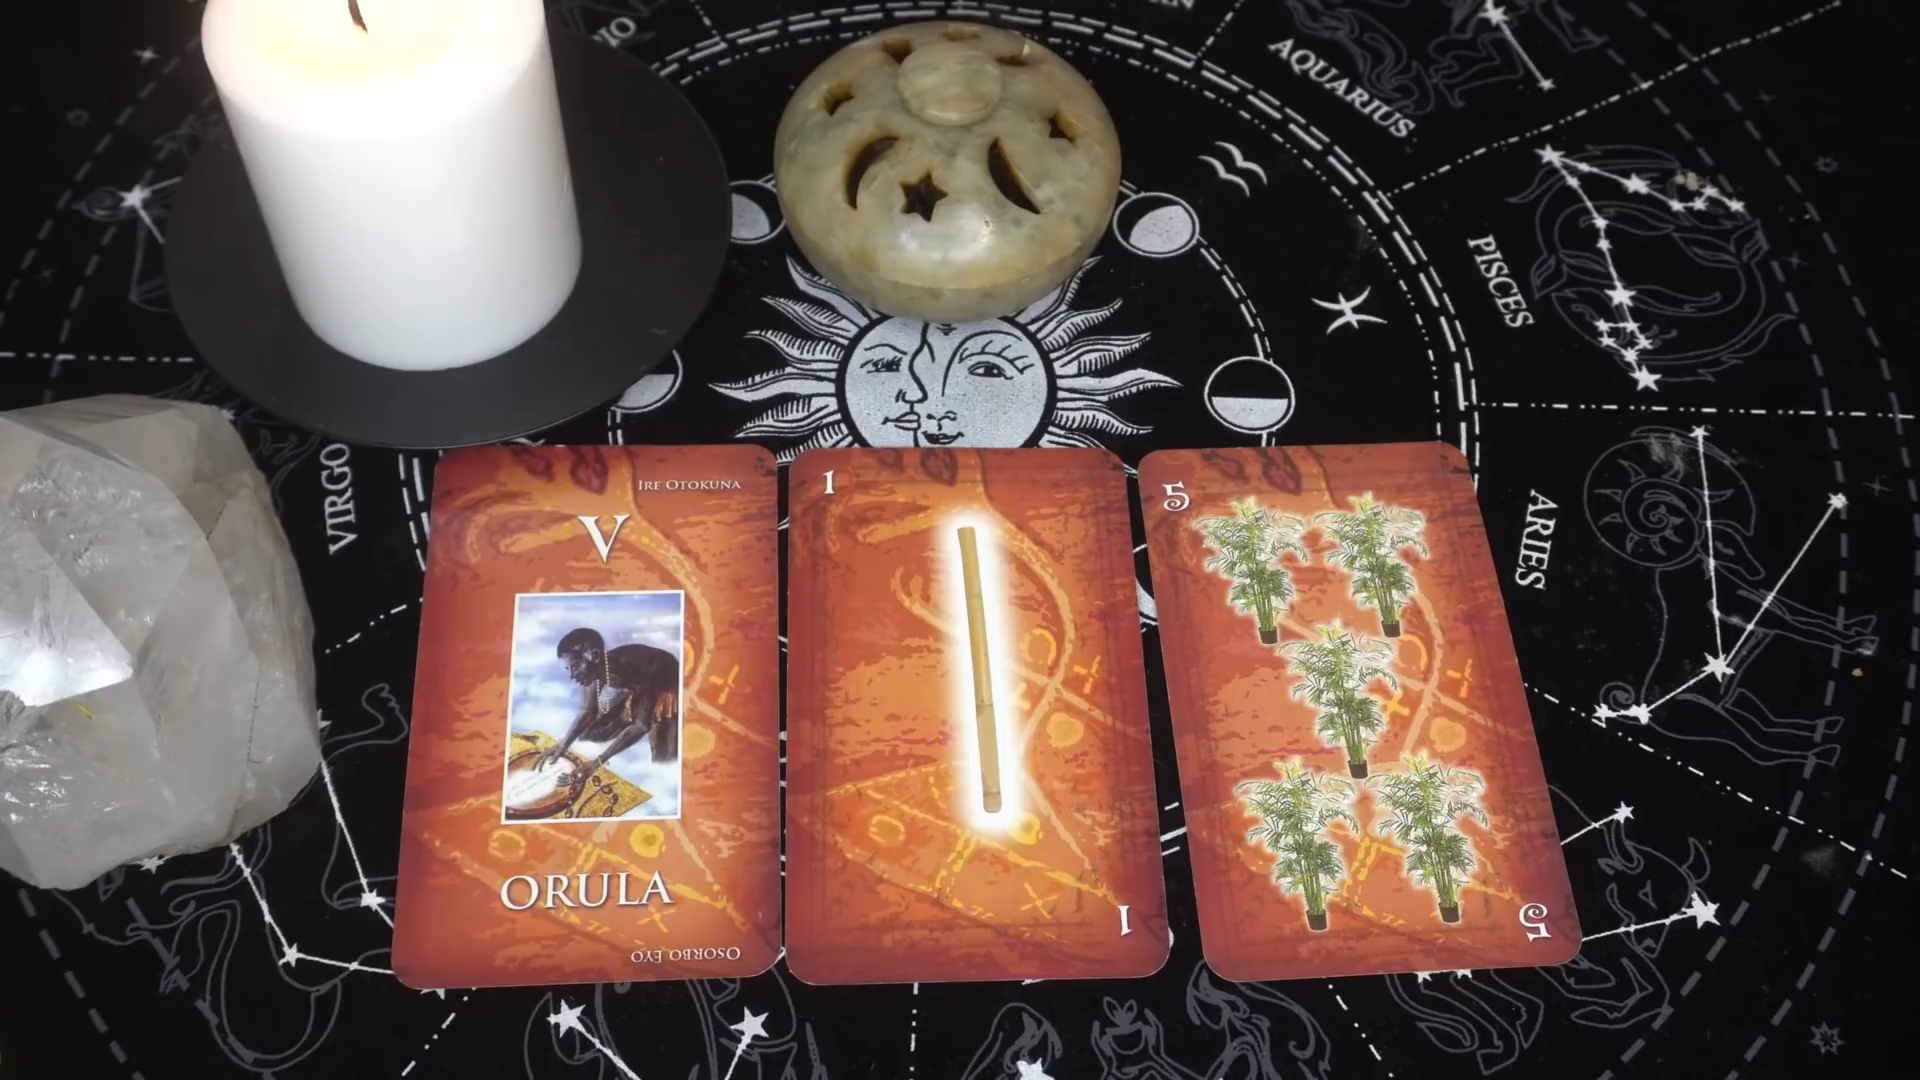 AQUARIUS
PISCES
VIRGO
ARIES
IRE OTOKUNA
V
ORULA
OSORBO EYO
1
1
5
5